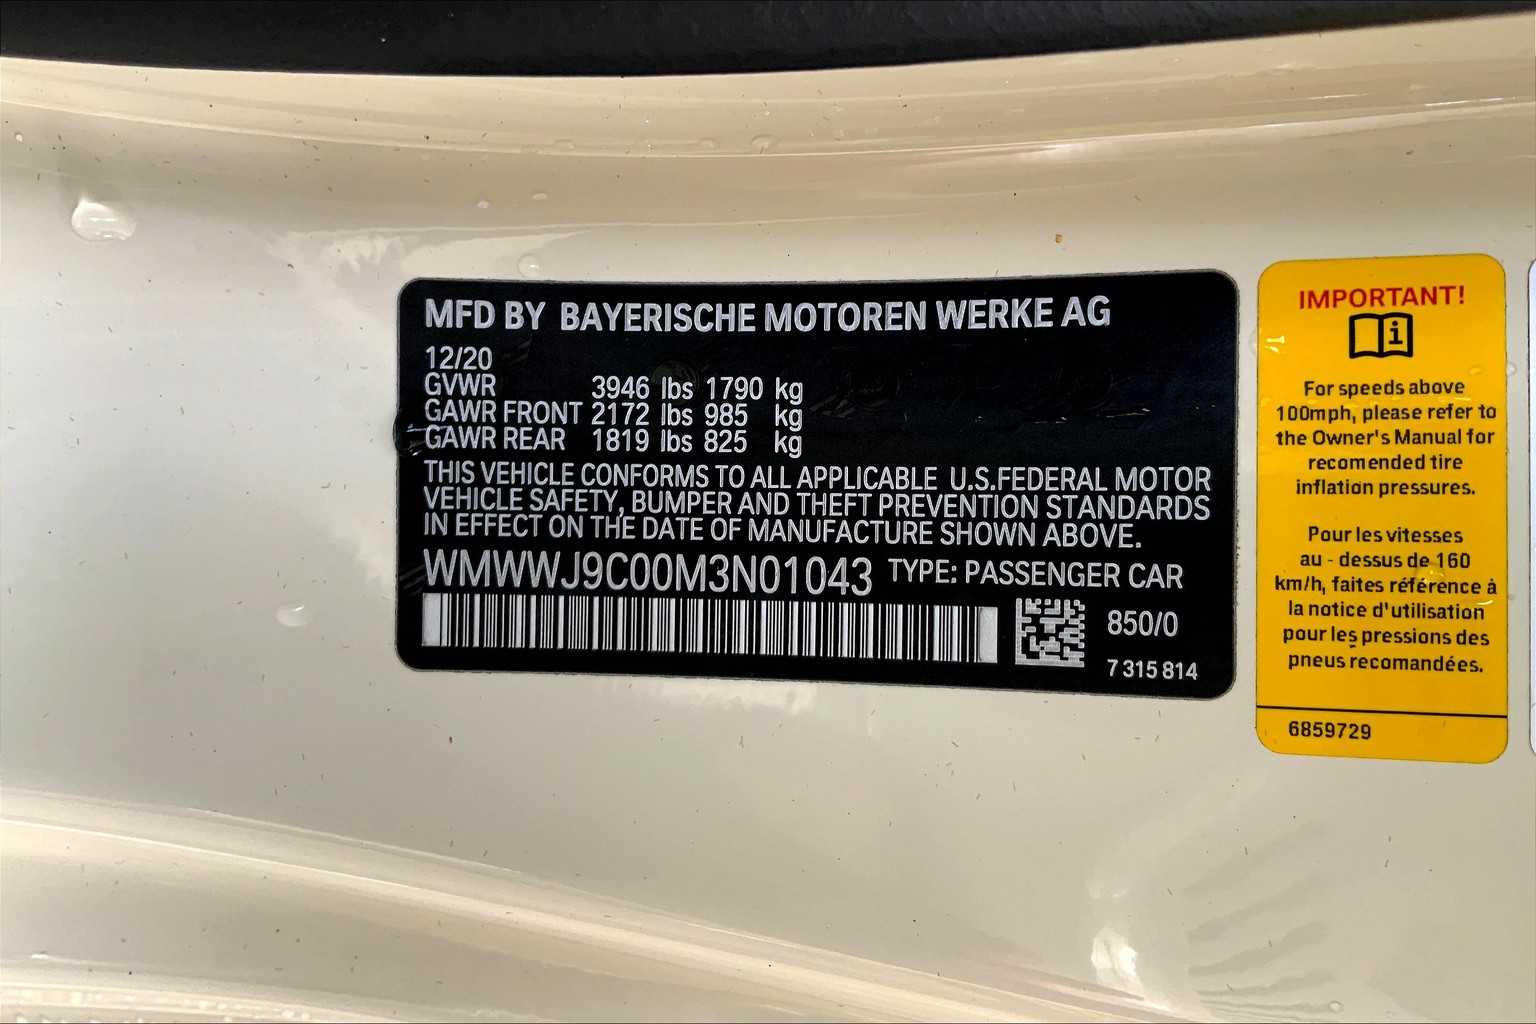 MFD BY BAYERISCHE MOTOREN WERKE AG
12/20
GVWR 3946 lbs 1790 kg
GAWR FRONT 2172 lbs 985 kg
GAWR REAR 1819 lbs 825 kg
THIS VEHICLE CONFORMS TO ALL APPLICABLE U.S.FEDERAL MOTOR
VEHICLE SAFETY, BUMPER AND THEFT PREVENTION STANDARDS
IN EFFECT ON THE DATE OF MANUFACTURE SHOWN ABOVE.
WMWWJ9C00M3N01043 TYPE: PASSENGER CAR
850/0
7 315 814
IMPORTANT!
For speeds above
100mph, please refer to
the Owner's Manual for
recomended tire
inflation pressures.
Pour les vitesses
au - dessus de 160
km/h, faites référence à
la notice d'utilisation
pour les pressions des
pneus recomandées.
6859729